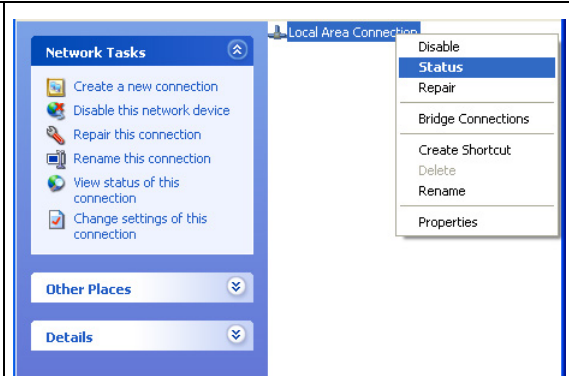 Network Tasks
Create a new connection
Disable this network device
Repair this connection
Rename this connection
View status of this
connection
Change settings of this
connection
Other Places
Details
Local Area Connection
Disable
Status
Repair
Bridge Connections
Create Shortcut
Delete
Rename
Properties